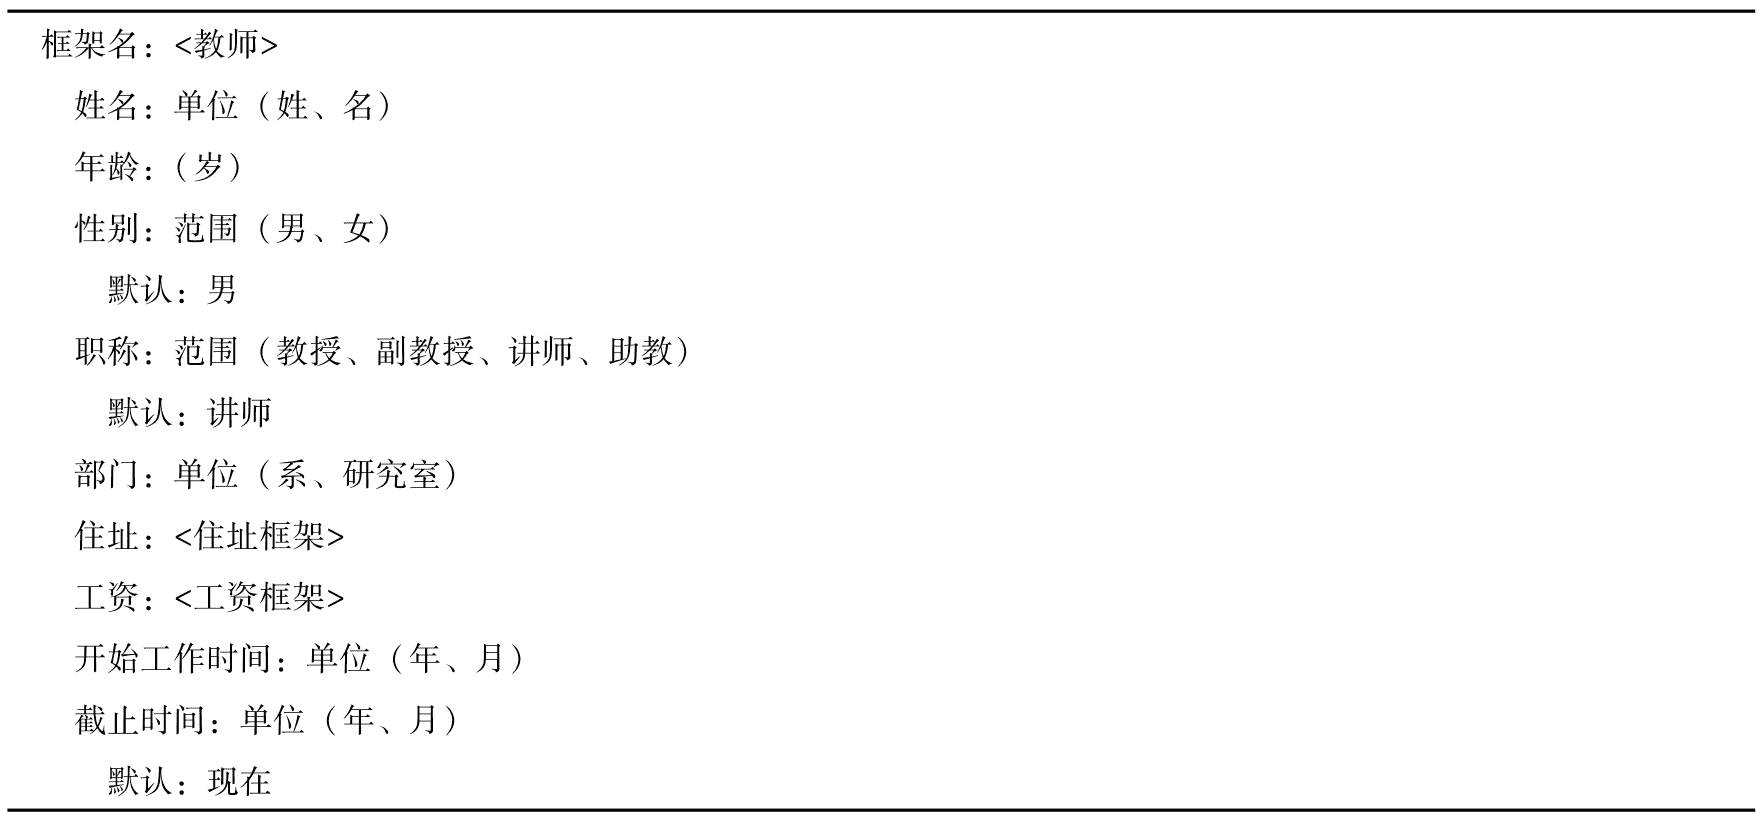 框架名：<教师>
姓名：单位（姓、名）
年龄：（岁）
性别：范围（男、女）
默认：男
职称：范围（教授、副教授、讲师、助教）
默认：讲师
部门：单位（系、研究室）
住址：<住址框架>
工资：<工资框架>
开始工作时间：单位（年、月）
截止时间：单位（年、月）
默认：现在